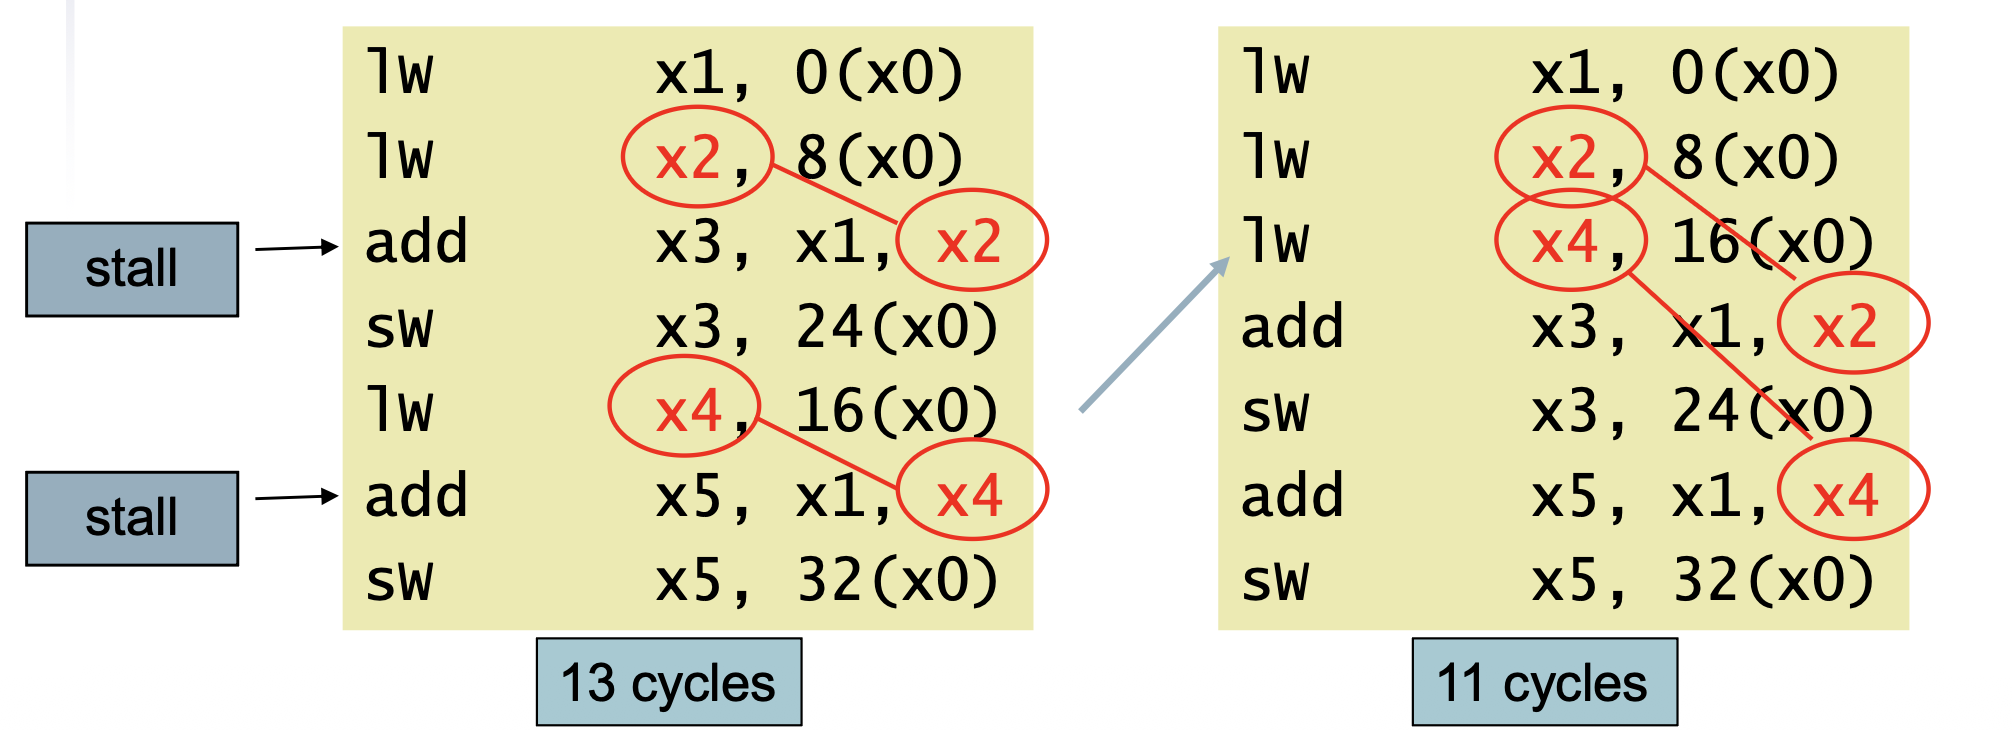 lw x1, 0(x0)
lw x2, 8(x0)
stall
add x3, x1, x2
sw x3, 24(x0)
lw x4, 16(x0)
stall
add x5, x1, x4
sw x5, 32(x0)
13 cycles
lw x1, 0(x0)
lw x2, 8(x0)
lw x4, 16(x0)
add x3, x1, x2
sw x3, 24(x0)
add x5, x1, x4
sw x5, 32(x0)
11 cycles